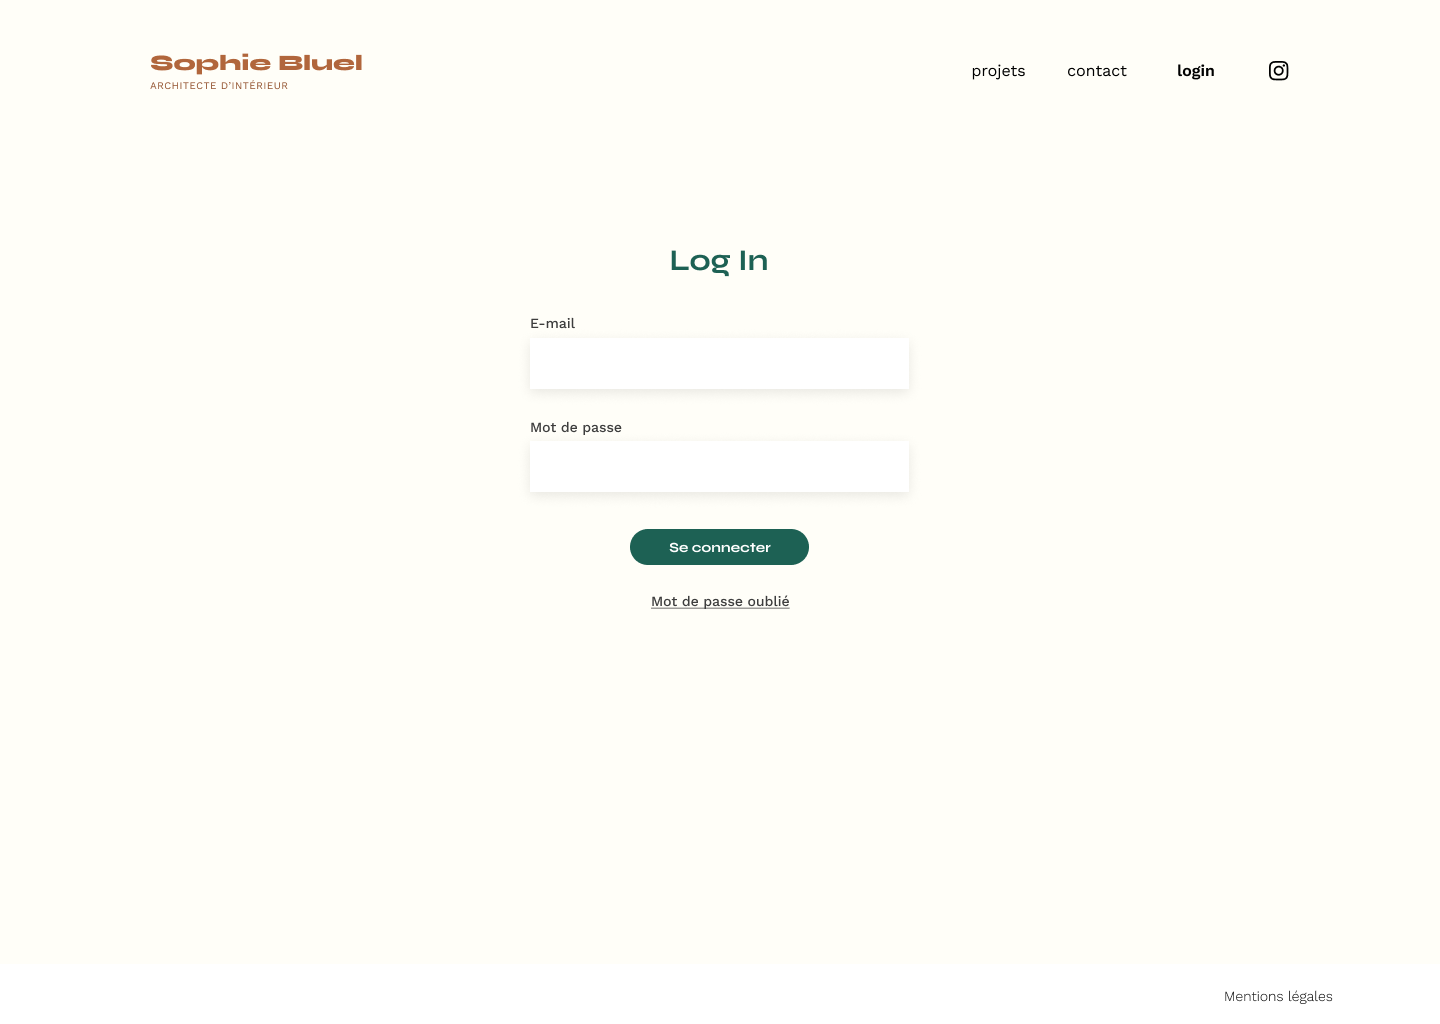 Sophie Bluel
ARCHITECTE D’INTÉRIEUR
projets contact login
Log In
E-mail
Mot de passe
Se connecter
Mot de passe oublié
Mentions légales